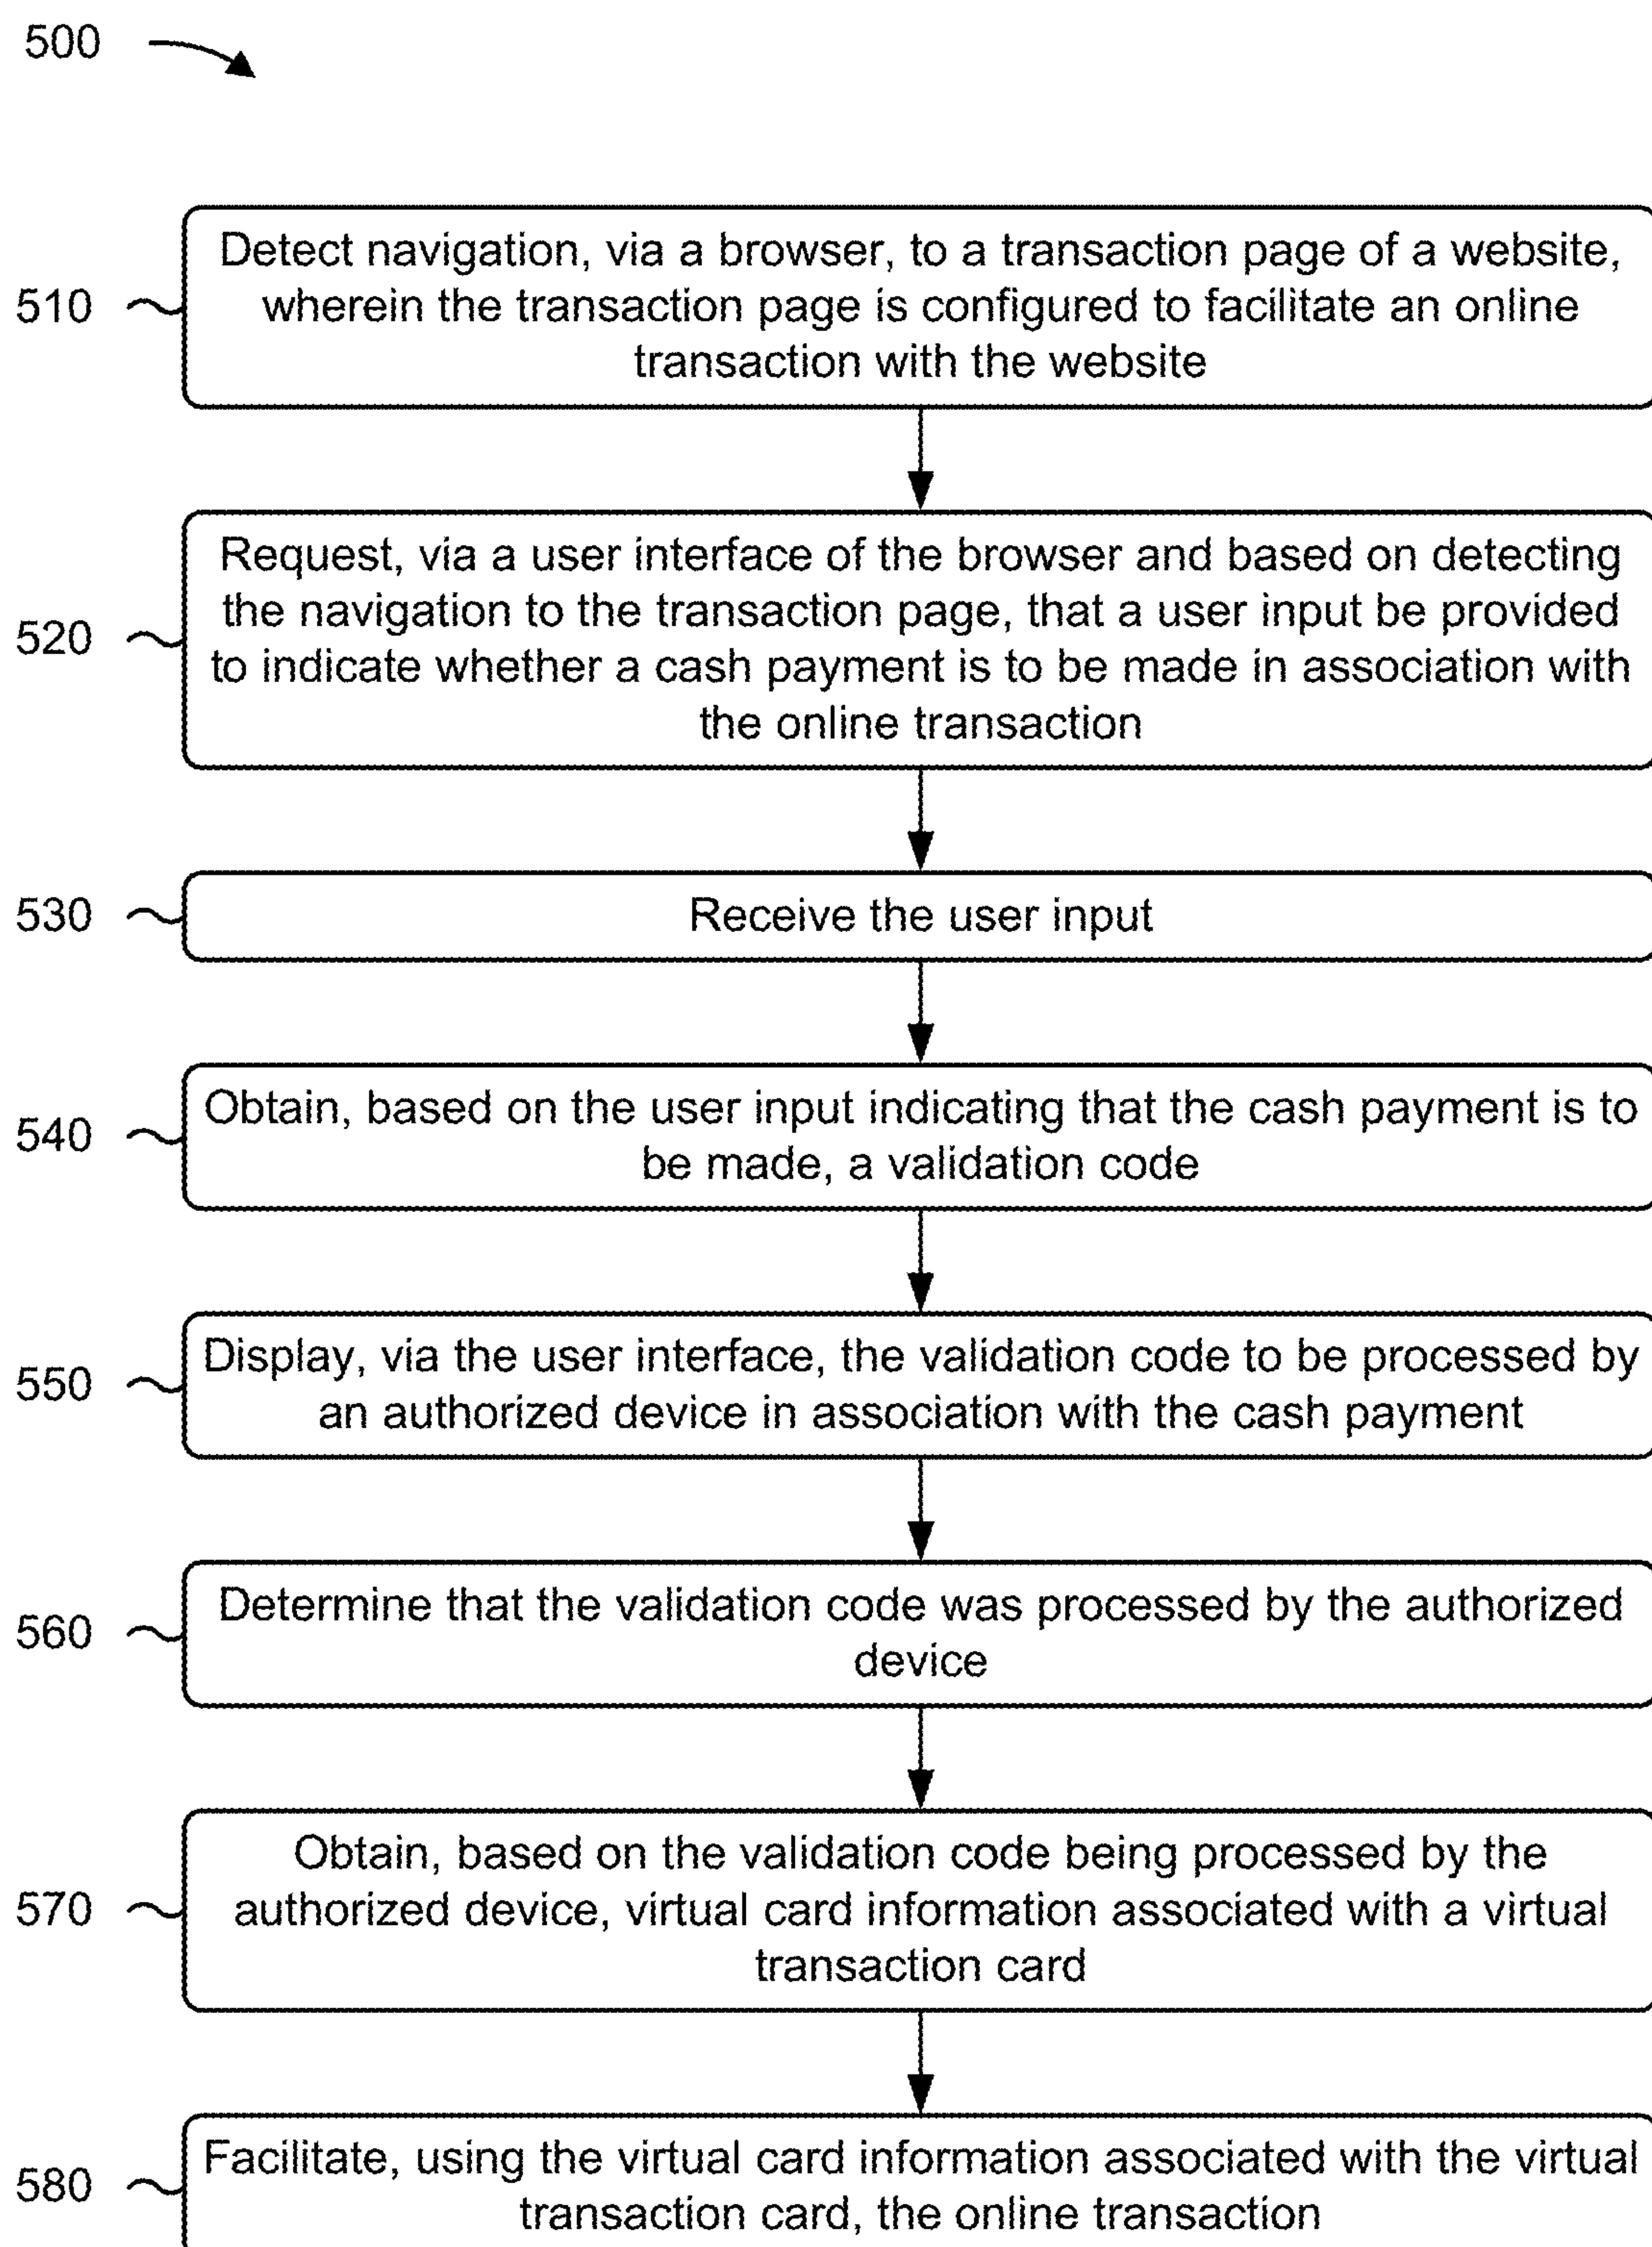 500
510
Detect navigation, via a browser, to a transaction page of a website,
wherein the transaction page is configured to facilitate an online
transaction with the website
520
Request, via a user interface of the browser and based on detecting
the navigation to the transaction page, that a user input be provided
to indicate whether a cash payment is to be made in association with
the online transaction
530
Receive the user input
540
Obtain, based on the user input indicating that the cash payment is to
be made, a validation code
550
Display, via the user interface, the validation code to be processed by
an authorized device in association with the cash payment
560
Determine that the validation code was processed by the authorized
device
570
Obtain, based on the validation code being processed by the
authorized device, virtual card information associated with a virtual
transaction card
580
Facilitate, using the virtual card information associated with the virtual
transaction card, the online transaction